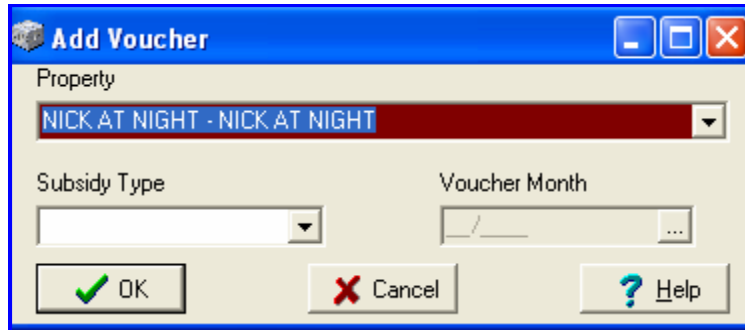 Add Voucher
Property
NICK AT NIGHT - NICK AT NIGHT
Subsidy Type
Voucher Month
__/____
...
OK
Cancel
? Help